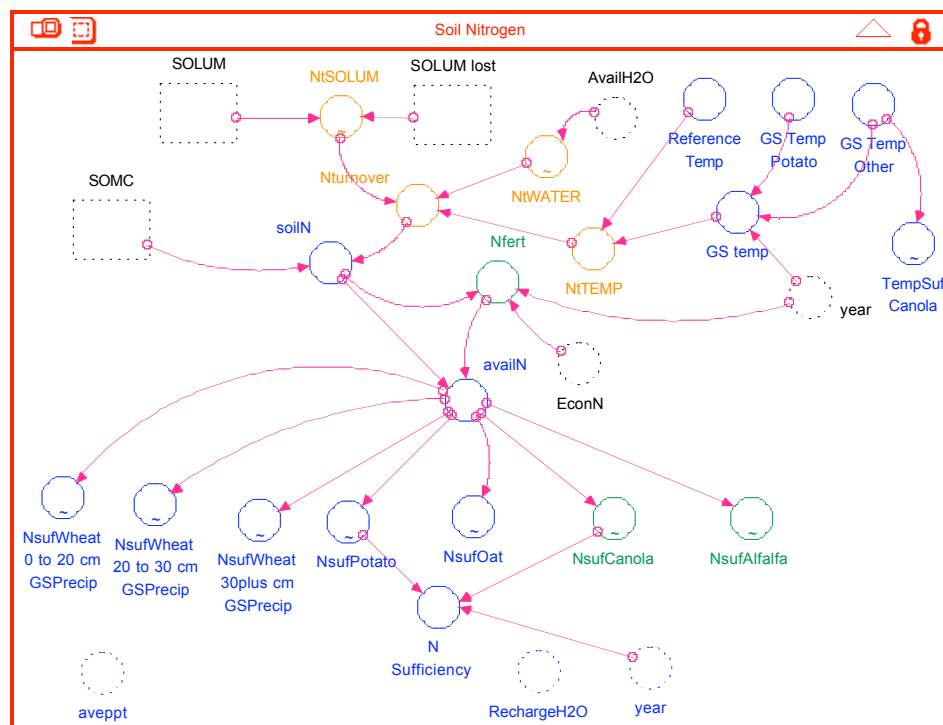 Soil Nitrogen
SOLUM
NtSOLUM
SOLUM lost
AvailH2O
Reference
Temp
GS Temp
Potato
GS Temp
Other
SOMC
Nturnover
NtWATER
soilN
Nfert
NtTEMP
GS temp
TempSuf
Canola
year
availN
EconN
NsufWheat
0 to 20 cm
GSPrecip
NsufWheat
20 to 30 cm
GSPrecip
NsufWheat
30plus cm
GSPrecip
NsufPotato
NsufOat
NsufCanola
NsufAlfalfa
N
Sufficiency
aveppt
RechargeH2O
year